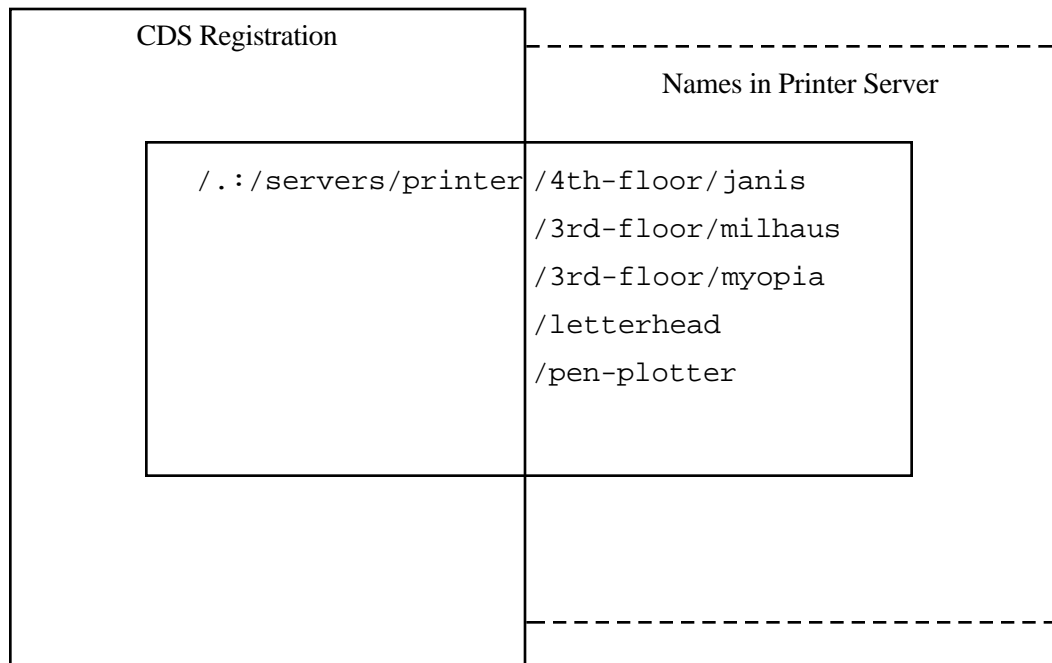 CDS Registration
Names in Printer Server
/.:/servers/printer/4th-floor/janis
/3rd-floor/milhaus
/3rd-floor/myopia
/letterhead
/pen-plotter